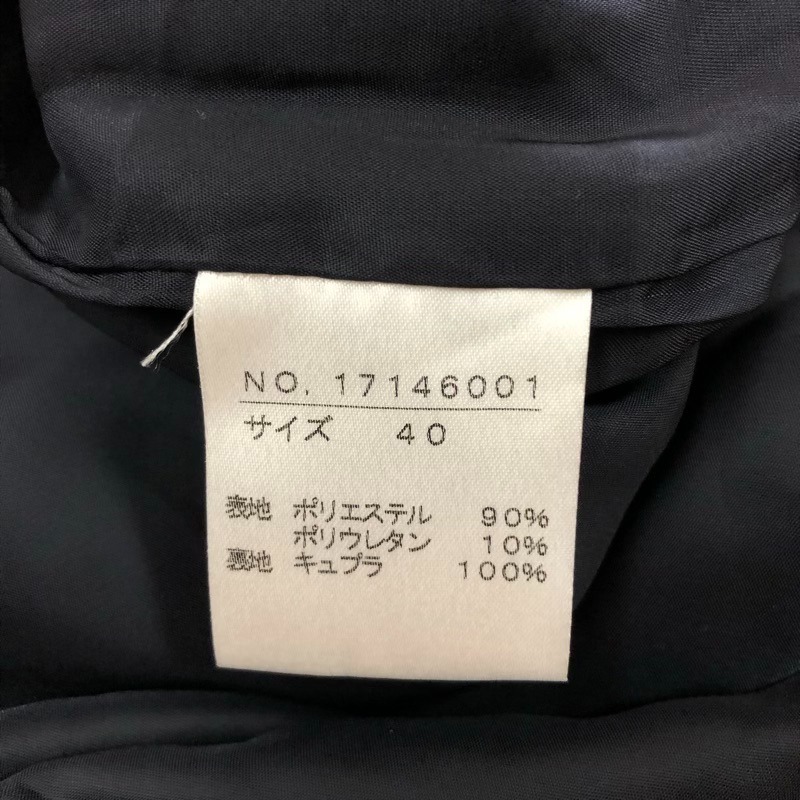 NO. 17146001
サイズ 40
表地 ポリエステル 90%
ポリウレタン 10%
裏地 キュプラ 100%